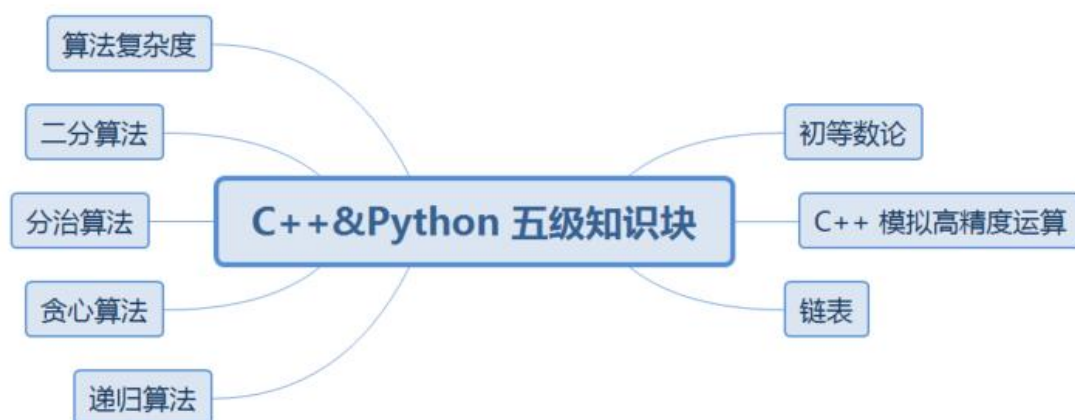 算法复杂度
二分算法
分治算法
贪心算法
递归算法
C++&Python 五级知识块
初等数论
C++ 模拟高精度运算
链表